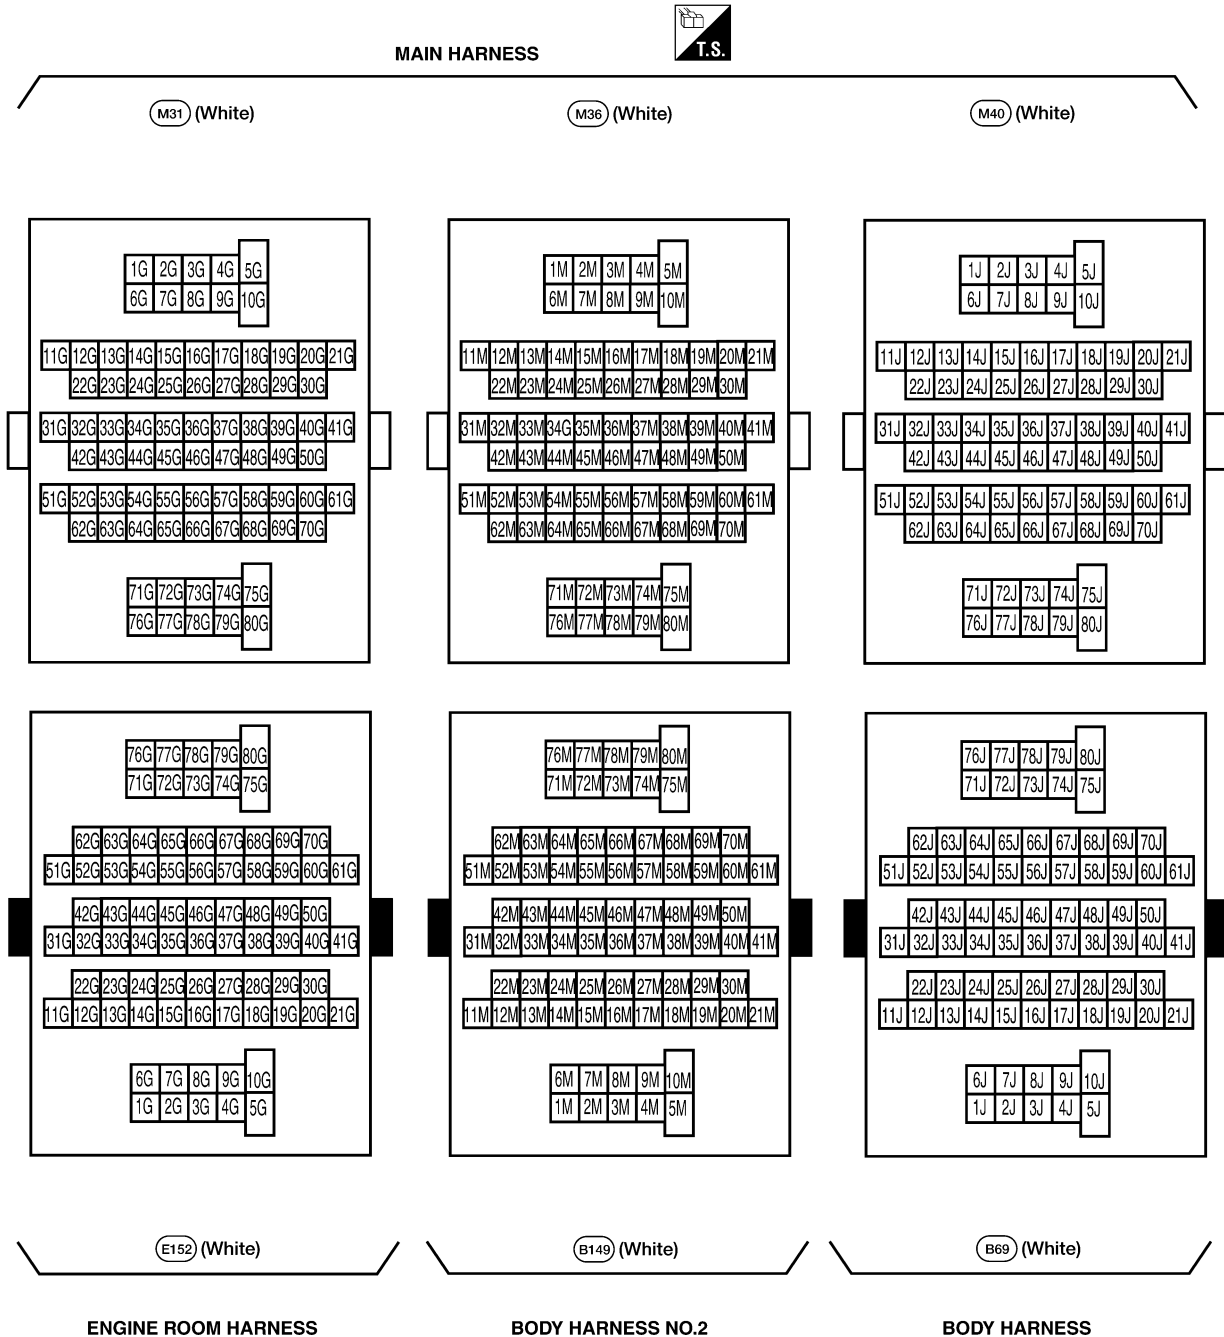 T.S.
MAIN HARNESS
M31 (White) M36 (White) M40 (White)
1G 2G 3G 4G 5G 1M 2M 3M 4M 5M 1J 2J 3J 4J 5J
6G 7G 8G 9G 10G 6M 7M 8M 9M 10M 6J 7J 8J 9J 10J
11G 12G 13G 14G 15G 16G 17G 18G 19G 20G 21G 11M 12M 13M 14M 15M 16M 17M 18M 19M 20M 21M 11J 12J 13J 14J 15J 16J 17J 18J 19J 20J 21J
22G 23G 24G 25G 26G 27G 28G 29G 30G 22M 23M 24M 25M 26M 27M 28M 29M 30M 22J 23J 24J 25J 26J 27J 28J 29J 30J
31G 32G 33G 34G 35G 36G 37G 38G 39G 40G 41G 31M 32M 33M 34G 35M 36M 37M 38M 39M 40M 41M 31J 32J 33J 34J 35J 36J 37J 38J 39J 40J 41J
42G 43G 44G 45G 46G 47G 48G 49G 50G 42M 43M 44M 45M 46M 47M 48M 49M 50M 42J 43J 44J 45J 46J 47J 48J 49J 50J
51G 52G 53G 54G 55G 56G 57G 58G 59G 60G 61G 51M 52M 53M 54M 55M 56M 57M 58M 59M 60M 61M 51J 52J 53J 54J 55J 56J 57J 58J 59J 60J 61J
62G 63G 64G 65G 66G 67G 68G 69G 70G 62M 63M 64M 65M 66M 67M 68M 69M 70M 62J 63J 64J 65J 66J 67J 68J 69J 70J
71G 72G 73G 74G 75G 71M 72M 73M 74M 75M 71J 72J 73J 74J 75J
76G 77G 78G 79G 80G 76M 77M 78M 79M 80M 76J 77J 78J 79J 80J
76G 77G 78G 79G 80G 76M 77M 78M 79M 80M 76J 77J 78J 79J 80J
71G 72G 73G 74G 75G 71M 72M 73M 74M 75M 71J 72J 73J 74J 75J
62G 63G 64G 65G 66G 67G 68G 69G 70G 62M 63M 64M 65M 66M 67M 68M 69M 70M 62J 63J 64J 65J 66J 67J 68J 69J 70J
51G 52G 53G 54G 55G 56G 57G 58G 59G 60G 61G 51M 52M 53M 54M 55M 56M 57M 58M 59M 60M 61M 51J 52J 53J 54J 55J 56J 57J 58J 59J 60J 61J
42G 43G 44G 45G 46G 47G 48G 49G 50G 42M 43M 44M 45M 46M 47M 48M 49M 50M 42J 43J 44J 45J 46J 47J 48J 49J 50J
31G 32G 33G 34G 35G 36G 37G 38G 39G 40G 41G 31M 32M 33M 34M 35M 36M 37M 38M 39M 40M 41M 31J 32J 33J 34J 35J 36J 37J 38J 39J 40J 41J
22G 23G 24G 25G 26G 27G 28G 29G 30G 22M 23M 24M 25M 26M 27M 28M 29M 30M 22J 23J 24J 25J 26J 27J 28J 29J 30J
11G 12G 13G 14G 15G 16G 17G 18G 19G 20G 21G 11M 12M 13M 14M 15M 16M 17M 18M 19M 20M 21M 11J 12J 13J 14J 15J 16J 17J 18J 19J 20J 21J
6G 7G 8G 9G 10G 6M 7M 8M 9M 10M 6J 7J 8J 9J 10J
1G 2G 3G 4G 5G 1M 2M 3M 4M 5M 1J 2J 3J 4J 5J
E152 (White) B149 (White) B69 (White)
ENGINE ROOM HARNESS BODY HARNESS NO.2 BODY HARNESS